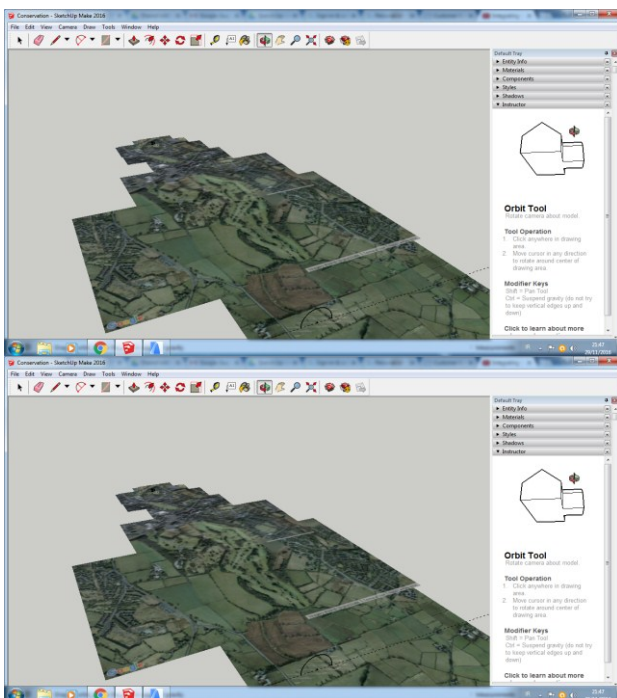 Conservation - SketchUp Make 2016
File Edit View Camera Draw Tools Window Help
Default Tray
Entity Info
Materials
Components
Styles
Shadows
Instructor
Orbit Tool
Rotate camera about model.
Tool Operation
1. Click anywhere in drawing
area.
2. Move cursor in any direction
to rotate around center of
drawing area.
Modifier Keys
Shift = Pan Tool
Ctrl = Suspend gravity (do not try
to keep vertical edges up and
down)
Click to learn about more
21:47
29/11/2016
Conservation - SketchUp Make 2016
File Edit View Camera Draw Tools Window Help
Default Tray
Entity Info
Materials
Components
Styles
Shadows
Instructor
Orbit Tool
Rotate camera about model.
Tool Operation
1. Click anywhere in drawing
area.
2. Move cursor in any direction
to rotate around center of
drawing area.
Modifier Keys
Shift = Pan Tool
Ctrl = Suspend gravity (do not try
to keep vertical edges up and
down)
Click to learn about more
21:47